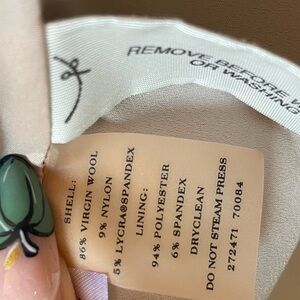 REMOVE BEFORE
OR WASHING
SHELL:
86% VIRGIN WOOL
9% NYLON
5% LYCRA®SPANDEX
LINING:
94% POLYESTER
6% SPANDEX
DRYCLEAN
DO NOT STEAM PRESS
272471 70084